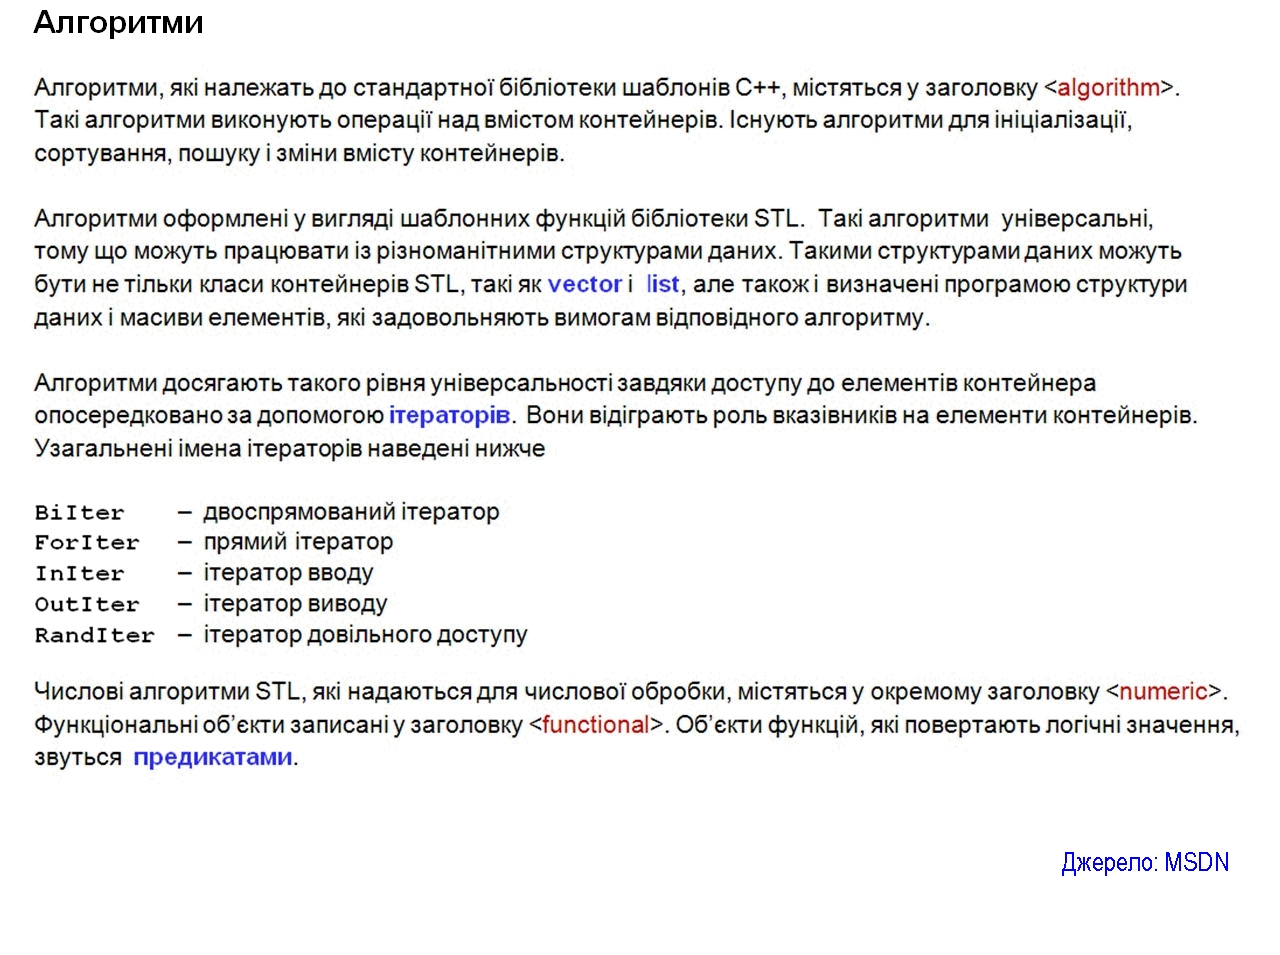 Алгоритми
Алгоритми, які належать до стандартної бібліотеки шаблонів C++, містяться у заголовку <algorithm>.
Такі алгоритми виконують операції над вмістом контейнерів. Існують алгоритми для ініціалізації,
сортування, пошуку і зміни вмісту контейнерів.
Алгоритми оформлені у вигляді шаблонних функцій бібліотеки STL. Такі алгоритми універсальні,
тому що можуть працювати із різноманітними структурами даних. Такими структурами даних можуть
бути не тільки класи контейнерів STL, такі як vector і list, але також і визначені програмою структури
даних і масиви елементів, які задовольняють вимогам відповідного алгоритму.
Алгоритми досягають такого рівня універсальності завдяки доступу до елементів контейнера
опосередковано за допомогою ітераторів. Вони відіграють роль вказівників на елементи контейнерів.
Узагальнені імена ітераторів наведені нижче
BiIter – двоспрямований ітератор
ForIter – прямий ітератор
InIter – ітератор вводу
OutIter – ітератор виводу
RandIter – ітератор довільного доступу
Числові алгоритми STL, які надаються для числової обробки, містяться у окремому заголовку <numeric>.
Функціональні об’єкти записані у заголовку <functional>. Об’єкти функцій, які повертають логічні значення,
звуться предикатами.
Джерело: MSDN